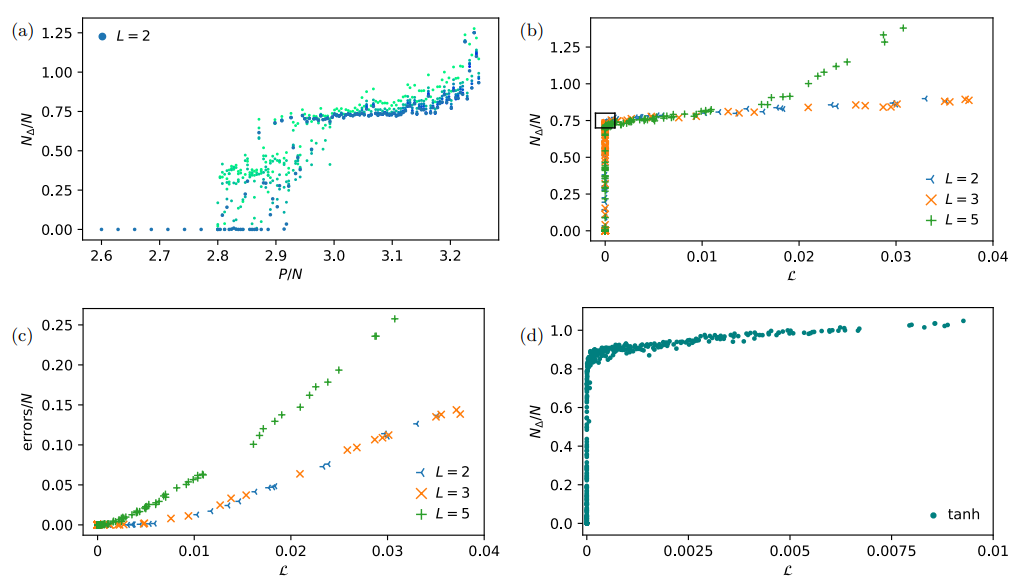 (a)
L = 2
1.25
1.00
0.75
0.50
0.25
0.00
N_Δ/N
2.6 2.7 2.8 2.9 3.0 3.1 3.2
P/N
(b)
1.25
1.00
0.75
0.50
0.25
0.00
N_Δ/N
L = 2
L = 3
L = 5
0 0.01 0.02 0.03 0.04
ℒ
(c)
0.25
0.20
0.15
0.10
0.05
0.00
errors/N
L = 2
L = 3
L = 5
0 0.01 0.02 0.03 0.04
ℒ
(d)
1.0
0.8
0.6
0.4
0.2
0.0
N_Δ/N
tanh
0 0.0025 0.005 0.0075 0.01
ℒ